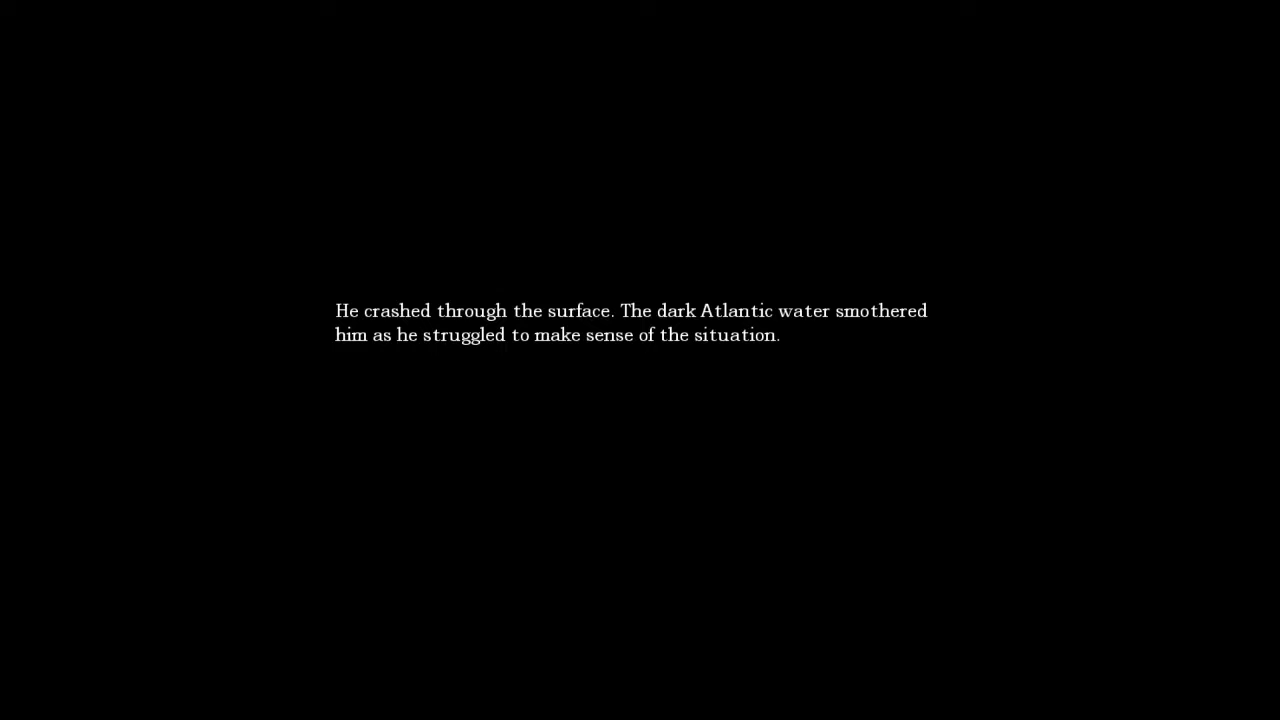 He crashed through the surface. The dark Atlantic water smothered
him as he struggled to make sense of the situation.